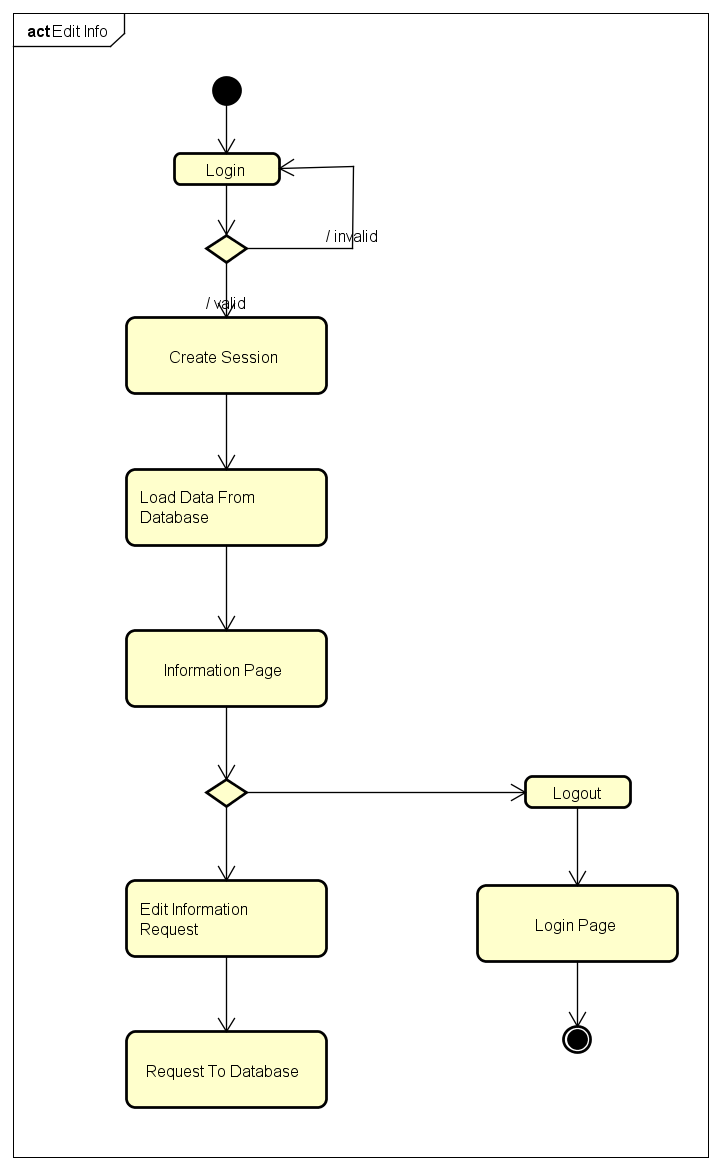 act Edit Info
Login
/ invalid
/ valid
Create Session
Load Data From
Database
Information Page
Logout
Edit Information
Request
Login Page
Request To Database